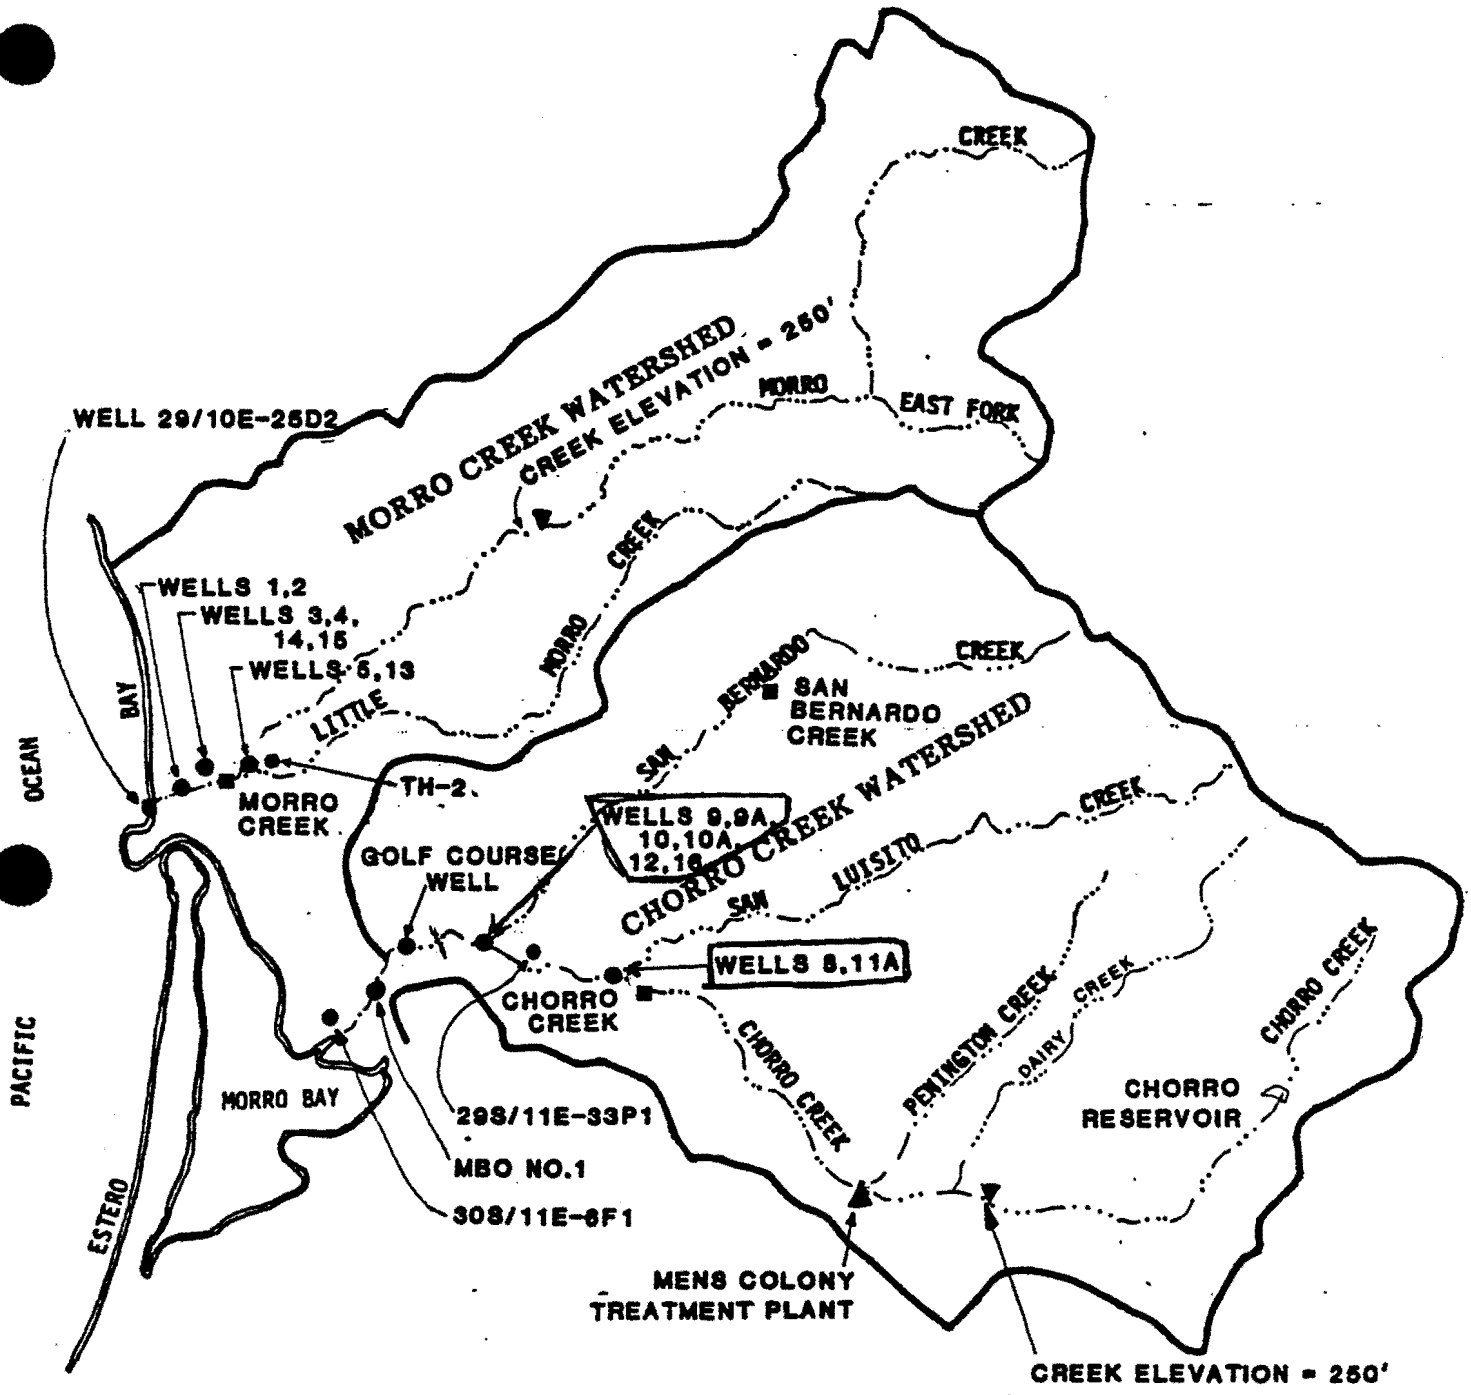 CREEK
MORRO CREEK WATERSHED
CREEK ELEVATION = 250'
MORRO
EAST FORK
WELL 29/10E-25D2
CREEK
MORRO
LITTLE
WELLS 1,2
WELLS 3,4,
14,15
WELLS 5,13
BAY
OCEAN
PACIFIC
ESTERO
TH-2.
MORRO
CREEK
SAN
BERNARDO
CREEK
SAN
BERNARDO
CREEK
CHORRO CREEK WATERSHED
WELLS 9,9A,
10,10A,
12,16
GOLF COURSE
WELL
SAN
LUISITO
CREEK
WELLS 8,11A
CHORRO
CREEK
CHORRO CREEK
PENINGTON CREEK
DAIRY
CREEK
CHORRO CREEK
CHORRO
RESERVOIR
MORRO BAY
29S/11E-33P1
MBO NO.1
30S/11E-6F1
MENS COLONY
TREATMENT PLANT
CREEK ELEVATION = 250'